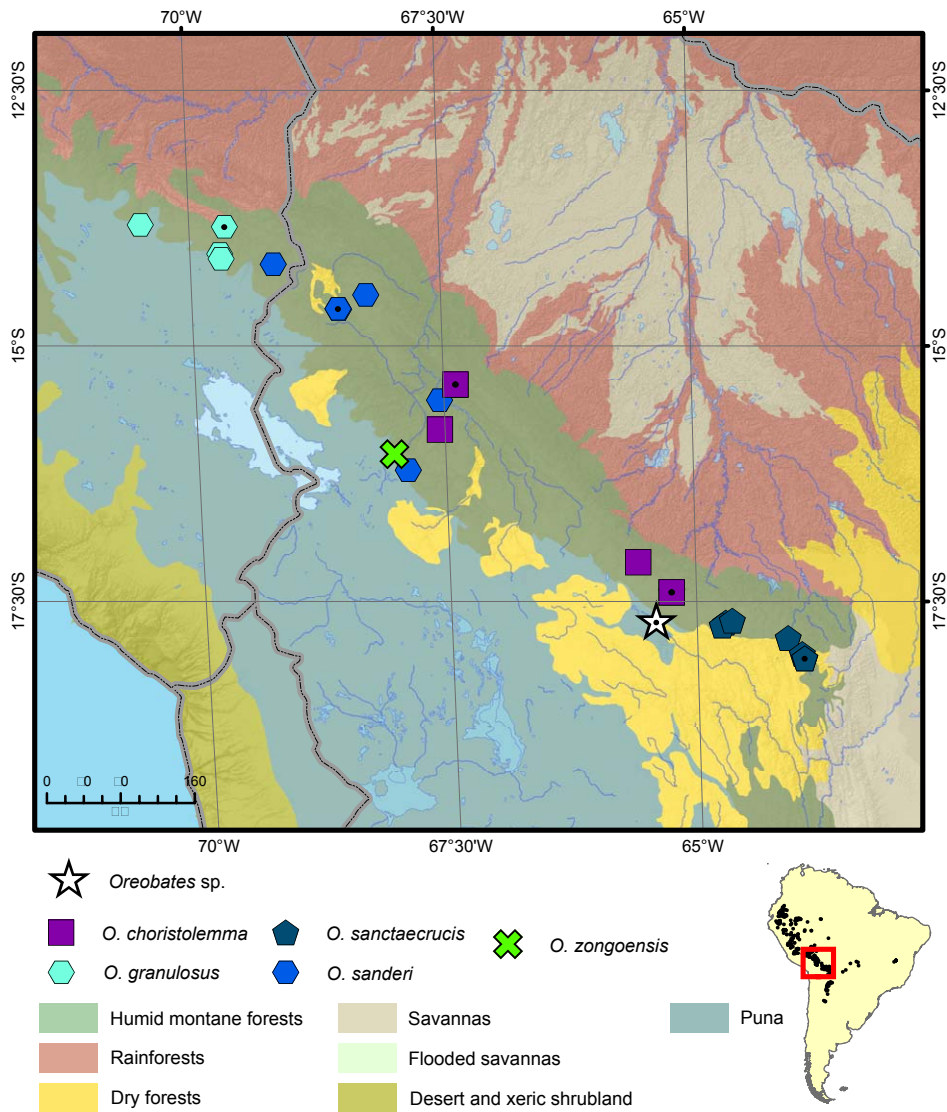 70°W 67°30'W 65°W
12°30'S 12°30'S
15°S 15°S
17°30'S 17°30'S
0 □0 □0 160
□□
70°W 67°30'W 65°W
Oreobates sp.
O. choristolemma O. sanctaecrucis O. zongoensis
O. granulosus O. sanderi
Humid montane forests Savannas Puna
Rainforests Flooded savannas
Dry forests Desert and xeric shrubland